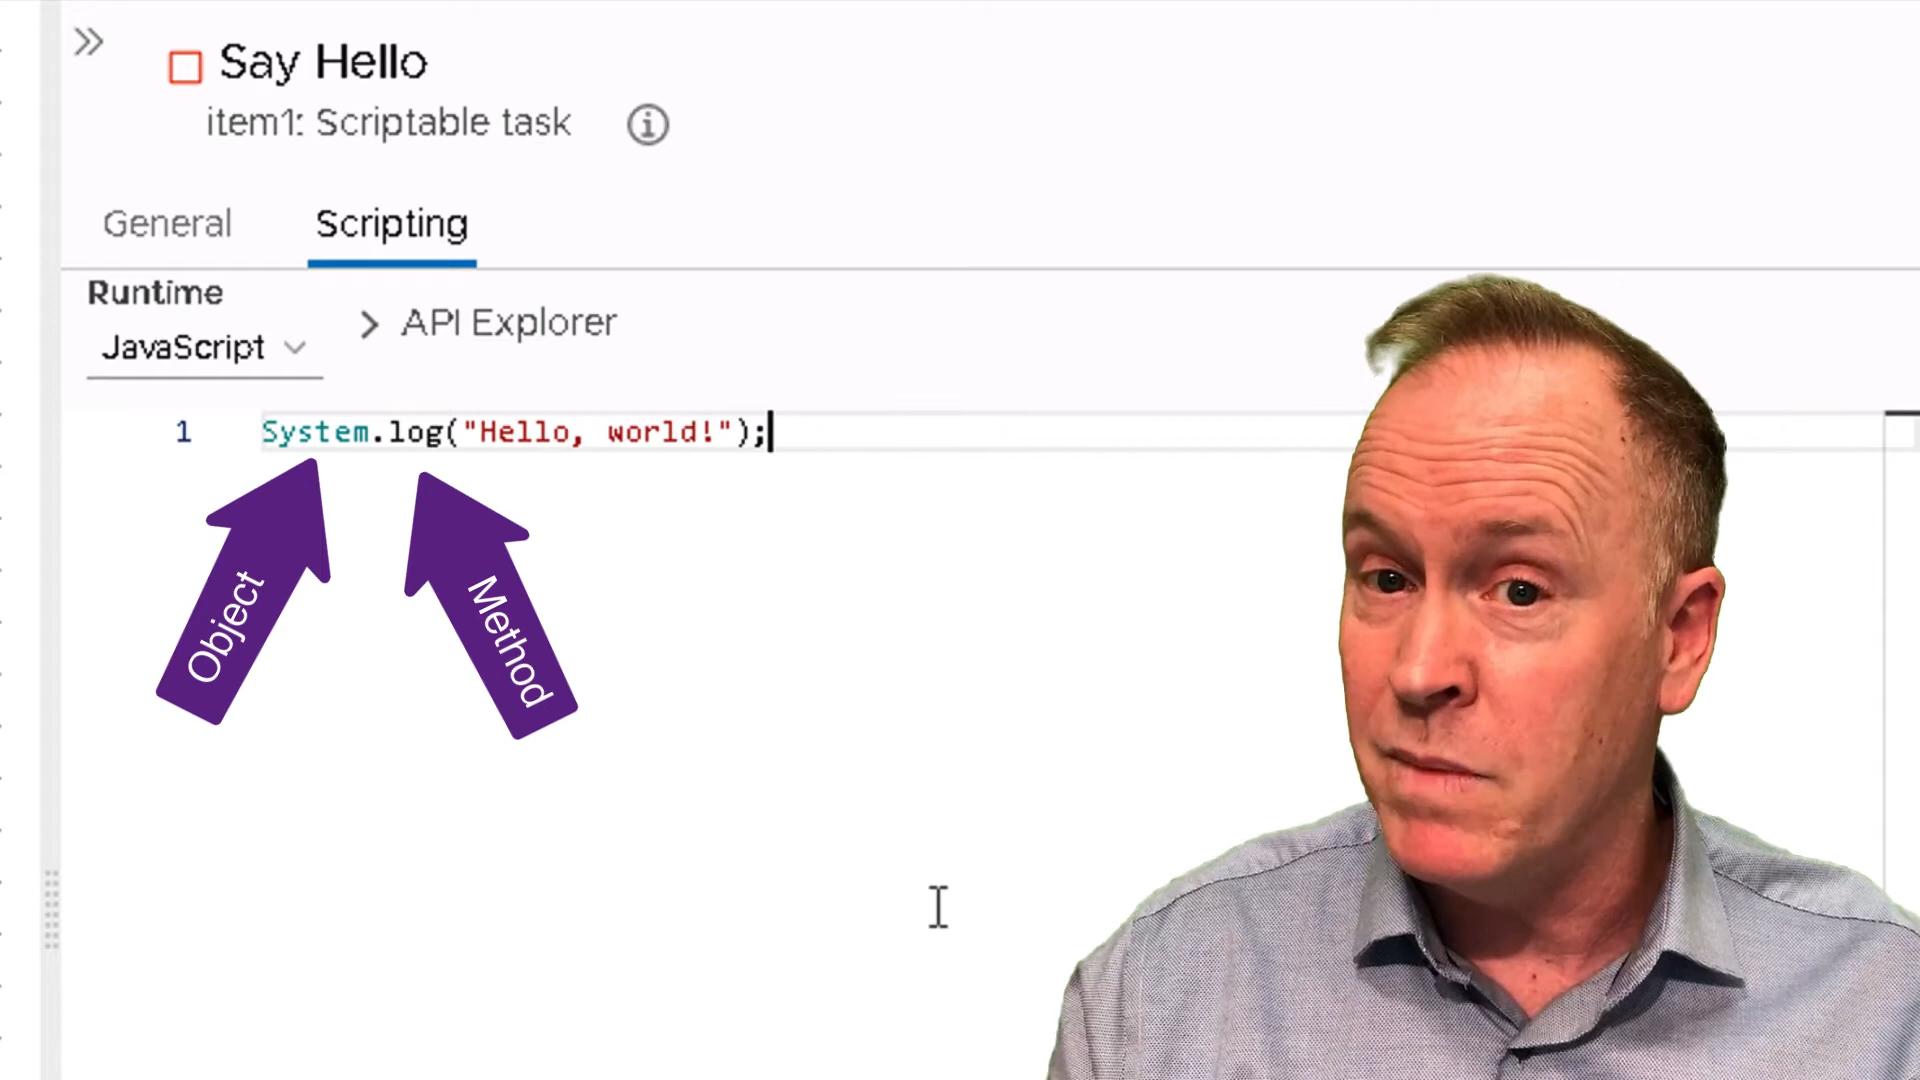 Say Hello
item1: Scriptable task
General
Scripting
Runtime
JavaScript
API Explorer
1 System.log("Hello, world!");
Object
Method